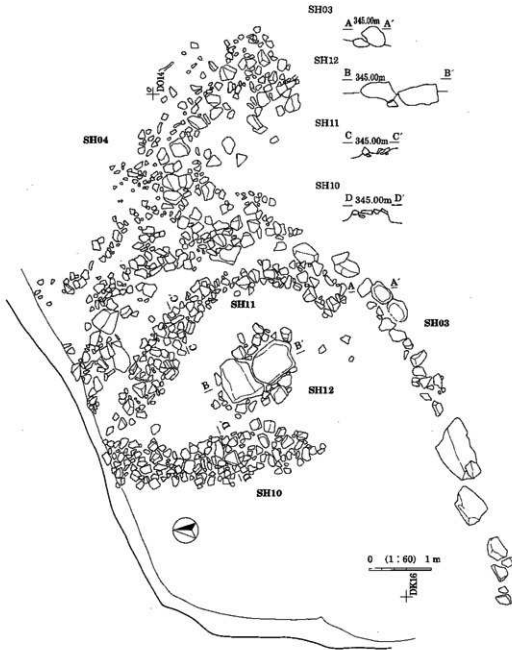 SH03
A 345.00m A'
SH12
B 345.00m B'
SH11
C 345.00m C'
SH10
D 345.00m D'
DO14
SH04
SH11
C'
C
A
A'
SH03
B'
B
SH12
D'
D
SH10
0 (1:60) 1 m
DK16